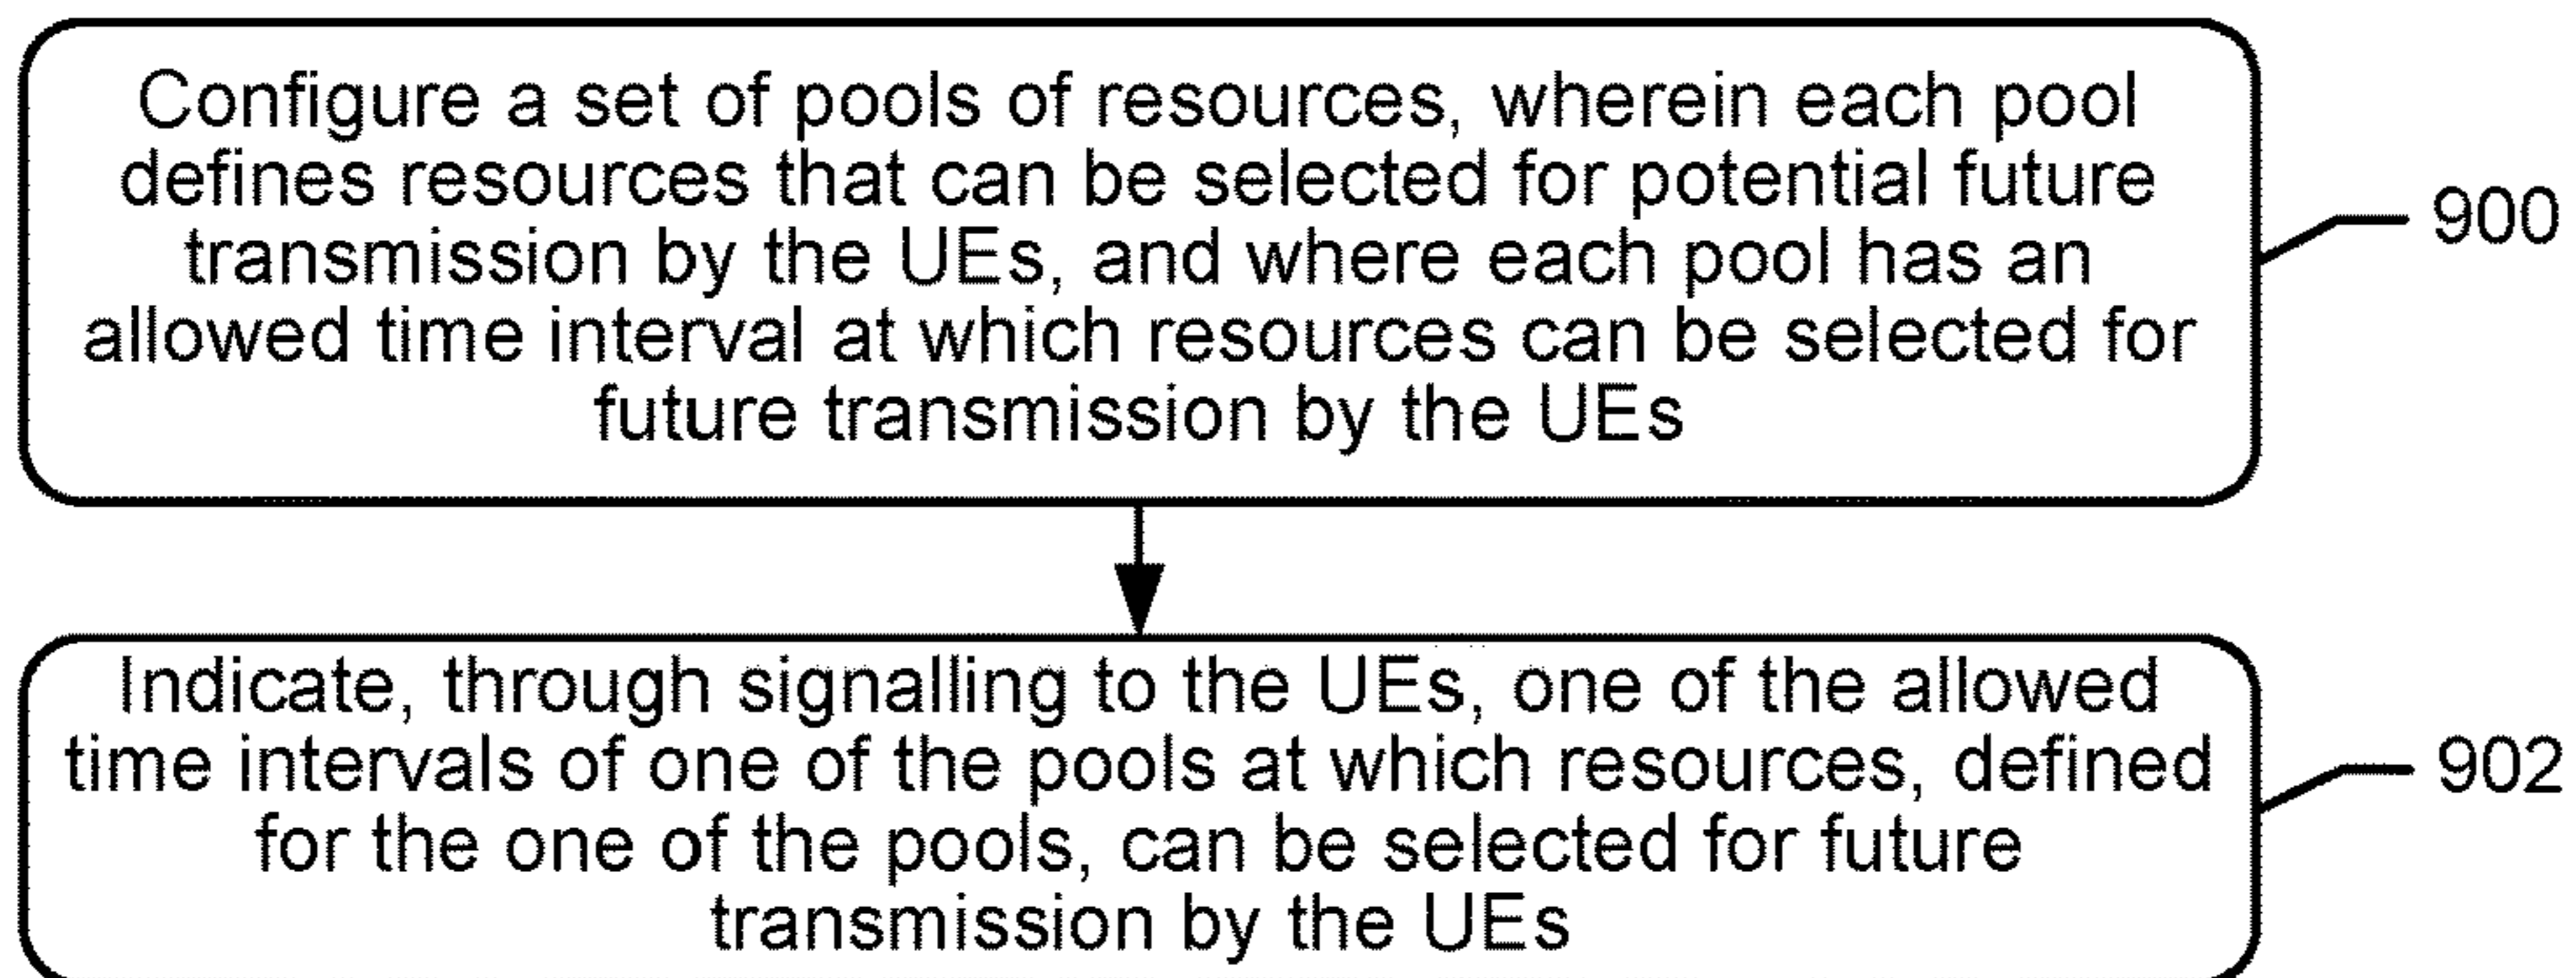 Configure a set of pools of resources, wherein each pool
defines resources that can be selected for potential future
transmission by the UEs, and where each pool has an
allowed time interval at which resources can be selected for
future transmission by the UEs
900
Indicate, through signalling to the UEs, one of the allowed
time intervals of one of the pools at which resources, defined
for the one of the pools, can be selected for future
transmission by the UEs
902